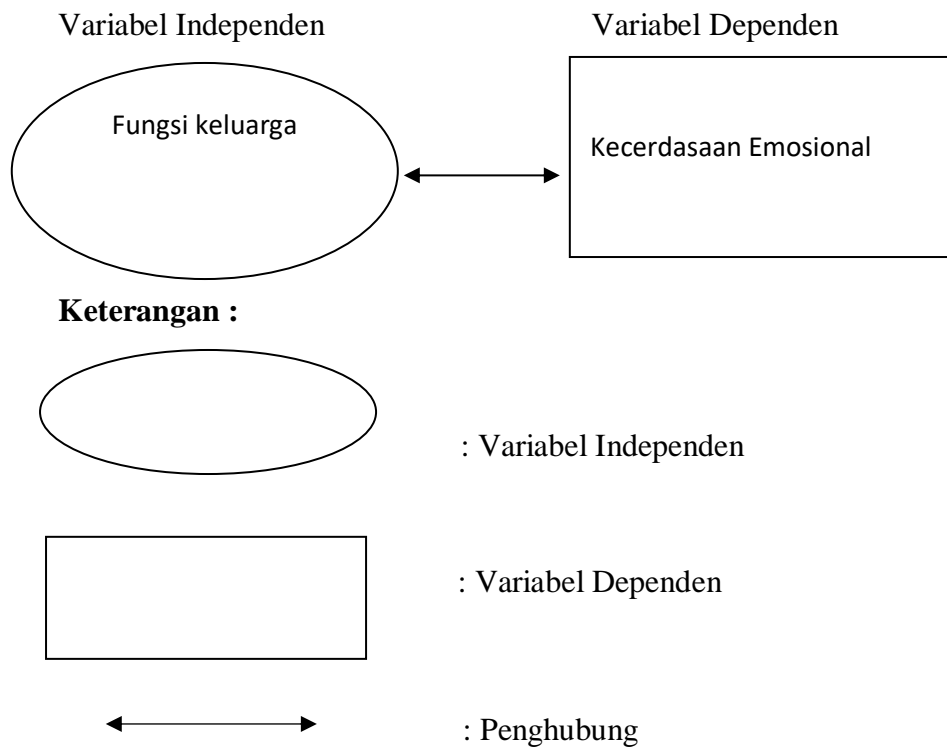 Variabel Independen
Variabel Dependen
Fungsi keluarga
Kecerdasaan Emosional
Keterangan :
: Variabel Independen
: Variabel Dependen
: Penghubung